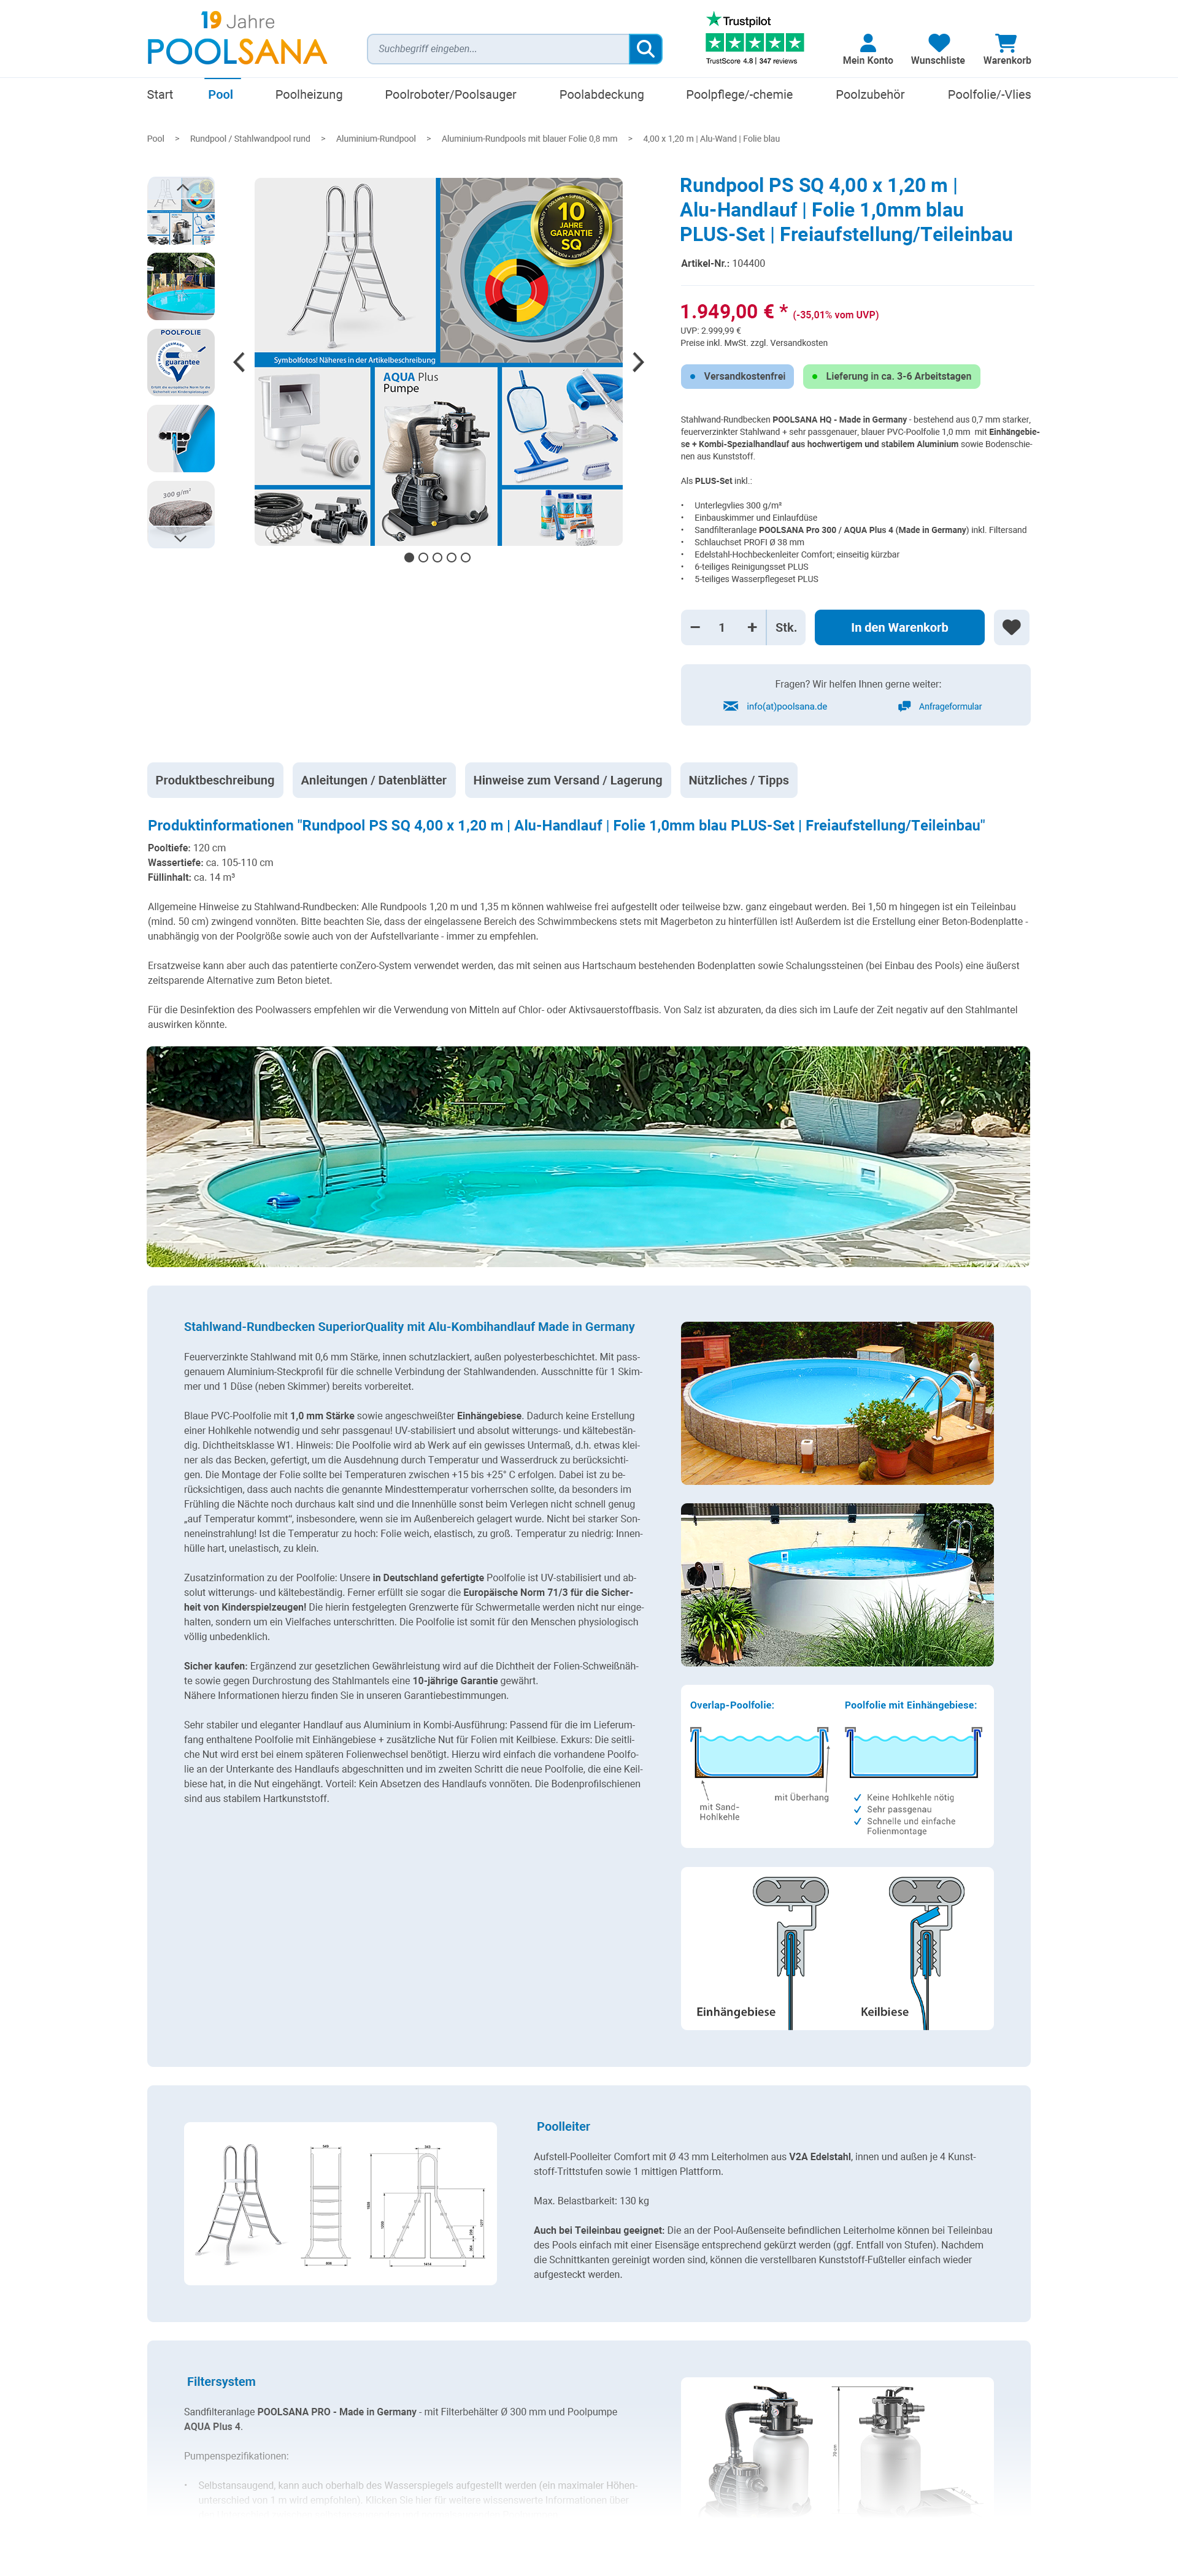 19 Jahre
POOLSANA
Suchbegriff eingeben...
Trustpilot
TrustScore 4.8 | 347 reviews
Mein Konto
Wunschliste
Warenkorb
Start
Pool
Poolheizung
Poolroboter/Poolsauger
Poolabdeckung
Poolpflege/-chemie
Poolzubehör
Poolfolie/-Vlies
Pool > Rundpool / Stahlwandpool rund > Aluminium-Rundpool > Aluminium-Rundpools mit blauer Folie 0,8 mm > 4,00 x 1,20 m | Alu-Wand | Folie blau
POOLFOLIE
guarantee
300 g/m²
10
JAHRE
GARANTIE
SQ
Symbolfotos! Näheres in der Artikelbeschreibung
AQUA Plus
Pumpe
Rundpool PS SQ 4,00 x 1,20 m |
Alu-Handlauf | Folie 1,0mm blau
PLUS-Set | Freiaufstellung/Teileinbau
Artikel-Nr.: 104400
1.949,00 € * (-35,01% vom UVP)
UVP: 2.999,99 €
Preise inkl. MwSt. zzgl. Versandkosten
Versandkostenfrei
Lieferung in ca. 3-6 Arbeitstagen
Stahlwand-Rundbecken POOLSANA HQ - Made in Germany - bestehend aus 0,7 mm starker,
feuerverzinkter Stahlwand + sehr passgenauer, blauer PVC-Poolfolie 1,0 mm mit Einhängebie-
se + Kombi-Spezialhandlauf aus hochwertigem und stabilem Aluminium sowie Bodenschie-
nen aus Kunststoff.
Als PLUS-Set inkl.:
• Unterlegvlies 300 g/m²
• Einbauskimmer und Einlaufdüse
• Sandfilteranlage POOLSANA Pro 300 / AQUA Plus 4 (Made in Germany) inkl. Filtersand
• Schlauchset PROFI Ø 38 mm
• Edelstahl-Hochbeckenleiter Comfort; einseitig kürzbar
• 6-teiliges Reinigungsset PLUS
• 5-teiliges Wasserpflegeset PLUS
− 1 + Stk.
In den Warenkorb
Fragen? Wir helfen Ihnen gerne weiter:
info(at)poolsana.de
Anfrageformular
Produktbeschreibung
Anleitungen / Datenblätter
Hinweise zum Versand / Lagerung
Nützliches / Tipps
Produktinformationen "Rundpool PS SQ 4,00 x 1,20 m | Alu-Handlauf | Folie 1,0mm blau PLUS-Set | Freiaufstellung/Teileinbau"
Pooltiefe: 120 cm
Wassertiefe: ca. 105-110 cm
Füllinhalt: ca. 14 m³
Allgemeine Hinweise zu Stahlwand-Rundbecken: Alle Rundpools 1,20 m und 1,35 m können wahlweise frei aufgestellt oder teilweise bzw. ganz eingebaut werden. Bei 1,50 m hingegen ist ein Teileinbau
(mind. 50 cm) zwingend vonnöten. Bitte beachten Sie, dass der eingelassene Bereich des Schwimmbeckens stets mit Magerbeton zu hinterfüllen ist! Außerdem ist die Erstellung einer Beton-Bodenplatte -
unabhängig von der Poolgröße sowie auch von der Aufstellvariante - immer zu empfehlen.
Ersatzweise kann aber auch das patentierte conZero-System verwendet werden, das mit seinen aus Hartschaum bestehenden Bodenplatten sowie Schalungssteinen (bei Einbau des Pools) eine äußerst
zeitsparende Alternative zum Beton bietet.
Für die Desinfektion des Poolwassers empfehlen wir die Verwendung von Mitteln auf Chlor- oder Aktivsauerstoffbasis. Von Salz ist abzuraten, da dies sich im Laufe der Zeit negativ auf den Stahlmantel
auswirken könnte.
Stahlwand-Rundbecken SuperiorQuality mit Alu-Kombihandlauf Made in Germany
Feuerverzinkte Stahlwand mit 0,6 mm Stärke, innen schutzlackiert, außen polyesterbeschichtet. Mit pass-
genauem Aluminium-Steckprofil für die schnelle Verbindung der Stahlwandenden. Ausschnitte für 1 Skim-
mer und 1 Düse (neben Skimmer) bereits vorbereitet.
Blaue PVC-Poolfolie mit 1,0 mm Stärke sowie angeschweißter Einhängebiese. Dadurch keine Erstellung
einer Hohlkehle notwendig und sehr passgenau! UV-stabilisiert und absolut witterungs- und kältebestän-
dig. Dichtheitsklasse W1. Hinweis: Die Poolfolie wird ab Werk auf ein gewisses Untermaß, d.h. etwas klei-
ner als das Becken, gefertigt, um die Ausdehnung durch Temperatur und Wasserdruck zu berücksichti-
gen. Die Montage der Folie sollte bei Temperaturen zwischen +15 bis +25° C erfolgen. Dabei ist zu be-
rücksichtigen, dass auch nachts die genannte Mindesttemperatur vorherrschen sollte, da besonders im
Frühling die Nächte noch durchaus kalt sind und die Innenhülle sonst beim Verlegen nicht schnell genug
„auf Temperatur kommt“, insbesondere, wenn sie im Außenbereich gelagert wurde. Nicht bei starker Son-
neneinstrahlung! Ist die Temperatur zu hoch: Folie weich, elastisch, zu groß. Temperatur zu niedrig: Innen-
hülle hart, unelastisch, zu klein.
Zusatzinformation zu der Poolfolie: Unsere in Deutschland gefertigte Poolfolie ist UV-stabilisiert und ab-
solut witterungs- und kältebeständig. Ferner erfüllt sie sogar die Europäische Norm 71/3 für die Sicher-
heit von Kinderspielzeugen! Die hierin festgelegten Grenzwerte für Schwermetalle werden nicht nur einge-
halten, sondern um ein Vielfaches unterschritten. Die Poolfolie ist somit für den Menschen physiologisch
völlig unbedenklich.
Sicher kaufen: Ergänzend zur gesetzlichen Gewährleistung wird auf die Dichtheit der Folien-Schweißnäh-
te sowie gegen Durchrostung des Stahlmantels eine 10-jährige Garantie gewährt.
Nähere Informationen hierzu finden Sie in unseren Garantiebestimmungen.
Sehr stabiler und eleganter Handlauf aus Aluminium in Kombi-Ausführung: Passend für die im Lieferum-
fang enthaltene Poolfolie mit Einhängebiese + zusätzliche Nut für Folien mit Keilbiese. Exkurs: Die seitli-
che Nut wird erst bei einem späteren Folienwechsel benötigt. Hierzu wird einfach die vorhandene Poolfo-
lie an der Unterkante des Handlaufs abgeschnitten und im zweiten Schritt die neue Poolfolie, die eine Keil-
biese hat, in die Nut eingehängt. Vorteil: Kein Absetzen des Handlaufs vonnöten. Die Bodenprofilschienen
sind aus stabilem Hartkunststoff.
Overlap-Poolfolie:
Poolfolie mit Einhängebiese:
mit Sand-
Hohlkehle
mit Überhang
Keine Hohlkehle nötig
Sehr passgenau
Schnelle und einfache
Folienmontage
Einhängebiese
Keilbiese
Poolleiter
Aufstell-Poolleiter Comfort mit Ø 43 mm Leiterholmen aus V2A Edelstahl, innen und außen je 4 Kunst-
stoff-Trittstufen sowie 1 mittigen Plattform.
Max. Belastbarkeit: 130 kg
Auch bei Teileinbau geeignet: Die an der Pool-Außenseite befindlichen Leiterholme können bei Teileinbau
des Pools einfach mit einer Eisensäge entsprechend gekürzt werden (ggf. Entfall von Stufen). Nachdem
die Schnittkanten gereinigt worden sind, können die verstellbaren Kunststoff-Fußteller einfach wieder
aufgesteckt werden.
Filtersystem
Sandfilteranlage POOLSANA PRO - Made in Germany - mit Filterbehälter Ø 300 mm und Poolpumpe
AQUA Plus 4.
Pumpenspezifikationen:
• Selbstansaugend, kann auch oberhalb des Wasserspiegels aufgestellt werden (ein maximaler Höhen-
unterschied von 1 m wird empfohlen). Klicken Sie hier für weitere wissenswerte Informationen über